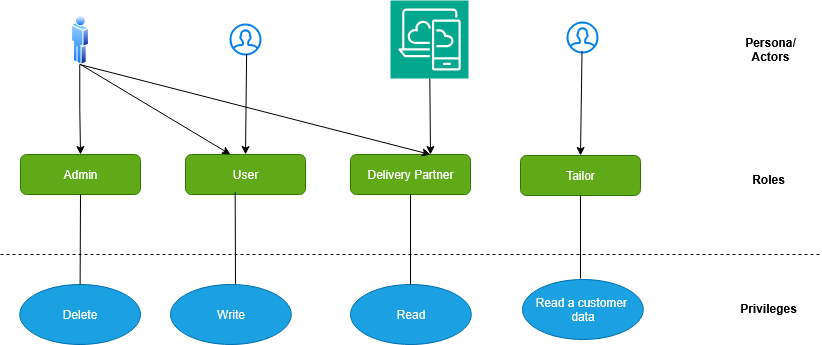 Persona/
Actors
Admin
User
Delivery Partner
Tailor
Roles
Delete
Write
Read
Read a customer
data
Privileges